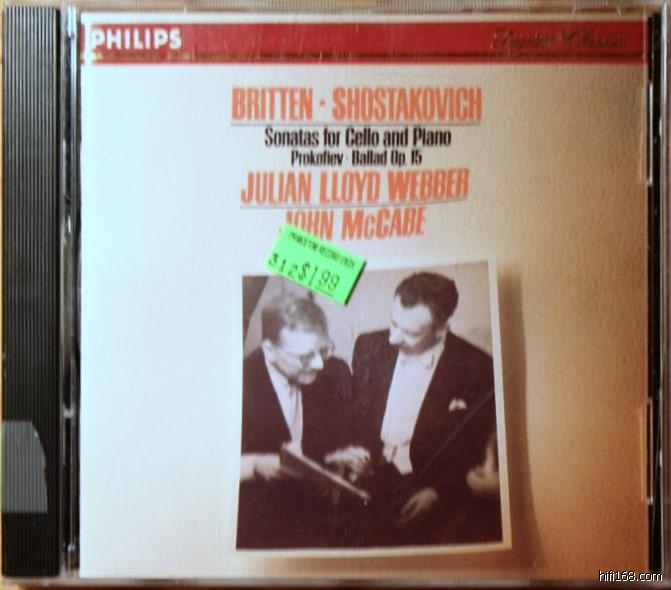 PHILIPS
Digital Classics
BRITTEN · SHOSTAKOVICH
Sonatas for Cello and Piano
Prokofiev · Ballad Op. 15
JULIAN LLOYD WEBBER
JOHN McCABE
PRINCETON RECORD EXCH
312$1.99
hifi168.com